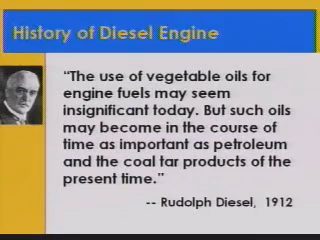 History of Diesel Engine
“The use of vegetable oils for
engine fuels may seem
insignificant today. But such oils
may become in the course of
time as important as petroleum
and the coal tar products of the
present time.”
-- Rudolph Diesel, 1912